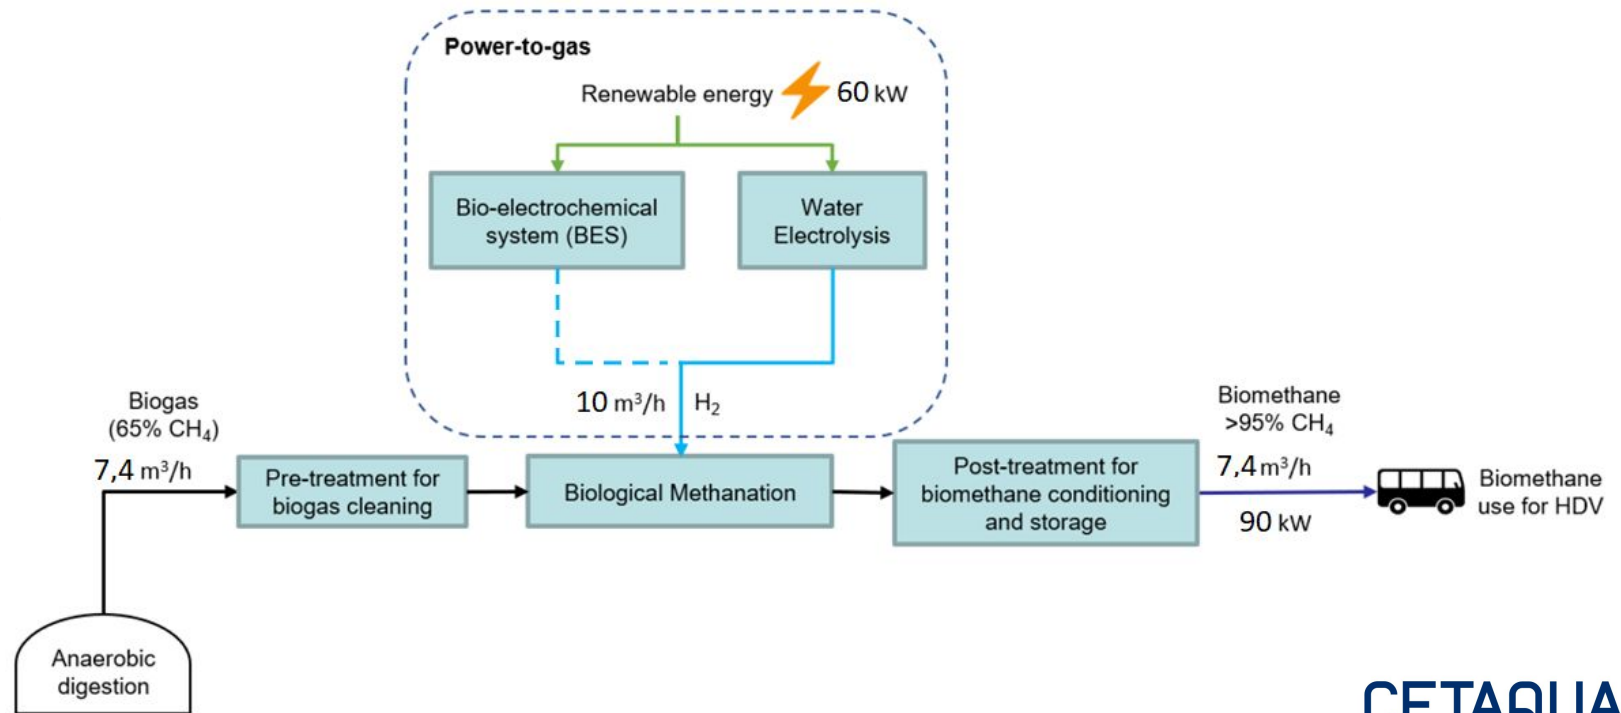 Power-to-gas
Renewable energy 60 kW
Bio-electrochemical
system (BES)
Water
Electrolysis
10 m³/h H₂
Biogas
(65% CH₄)
7,4 m³/h
Pre-treatment for
biogas cleaning
Biological Methanation
Post-treatment for
biomethane conditioning
and storage
Biomethane
>95% CH₄
7,4 m³/h
90 kW
Biomethane
use for HDV
Anaerobic
digestion
CETAQUA